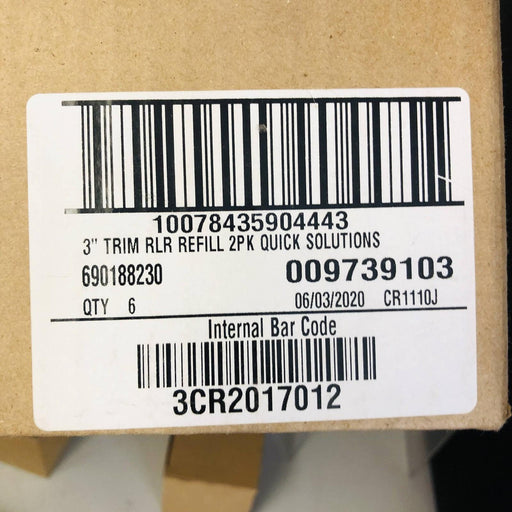 10078435904443
3" TRIM RLR REFILL 2PK QUICK SOLUTIONS
690188230 009739103
QTY 6 06/03/2020 CR1110J
Internal Bar Code
3CR2017012